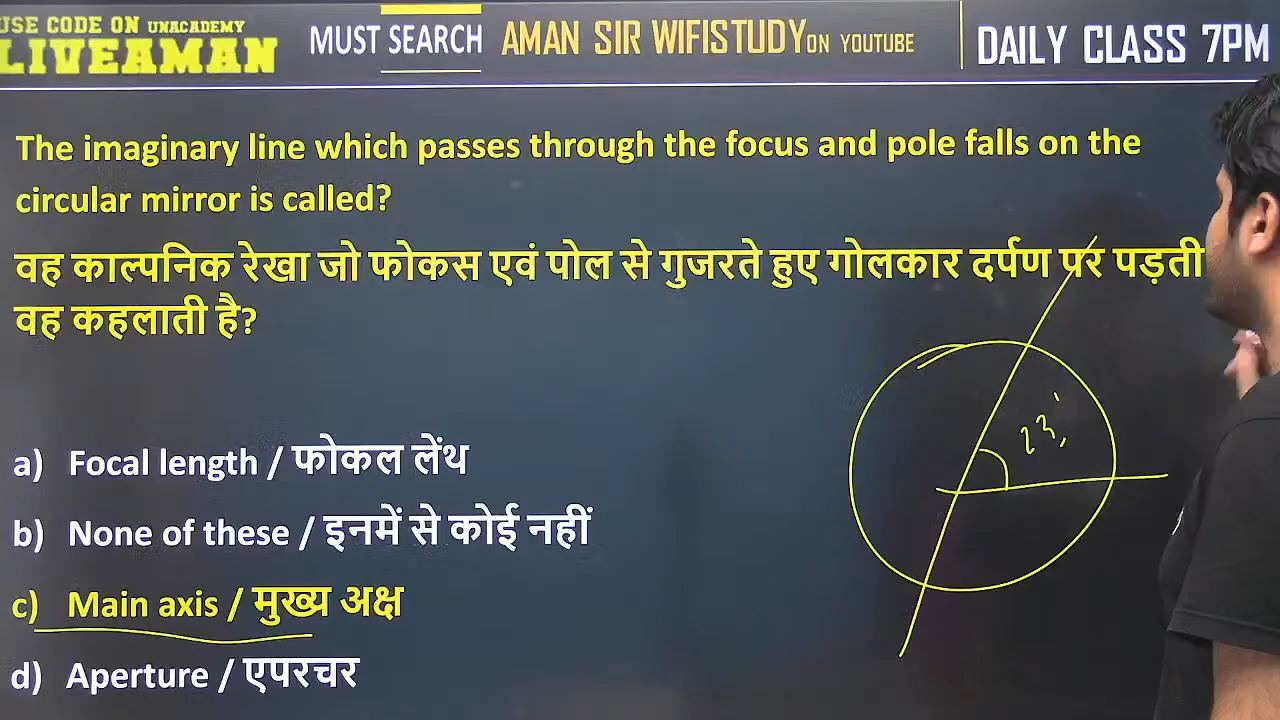 USE CODE ON UNACADEMY
LIVEAMAN
MUST SEARCH
AMAN SIR WIFISTUDY ON YOUTUBE
DAILY CLASS 7PM
The imaginary line which passes through the focus and pole falls on the
circular mirror is called?
वह काल्पनिक रेखा जो फोकस एवं पोल से गुजरते हुए गोलकार दर्पण पर पड़ती
वह कहलाती है?
23
a) Focal length / फोकल लेंथ
b) None of these / इनमें से कोई नहीं
c) Main axis / मुख्य अक्ष
d) Aperture / एपरचर